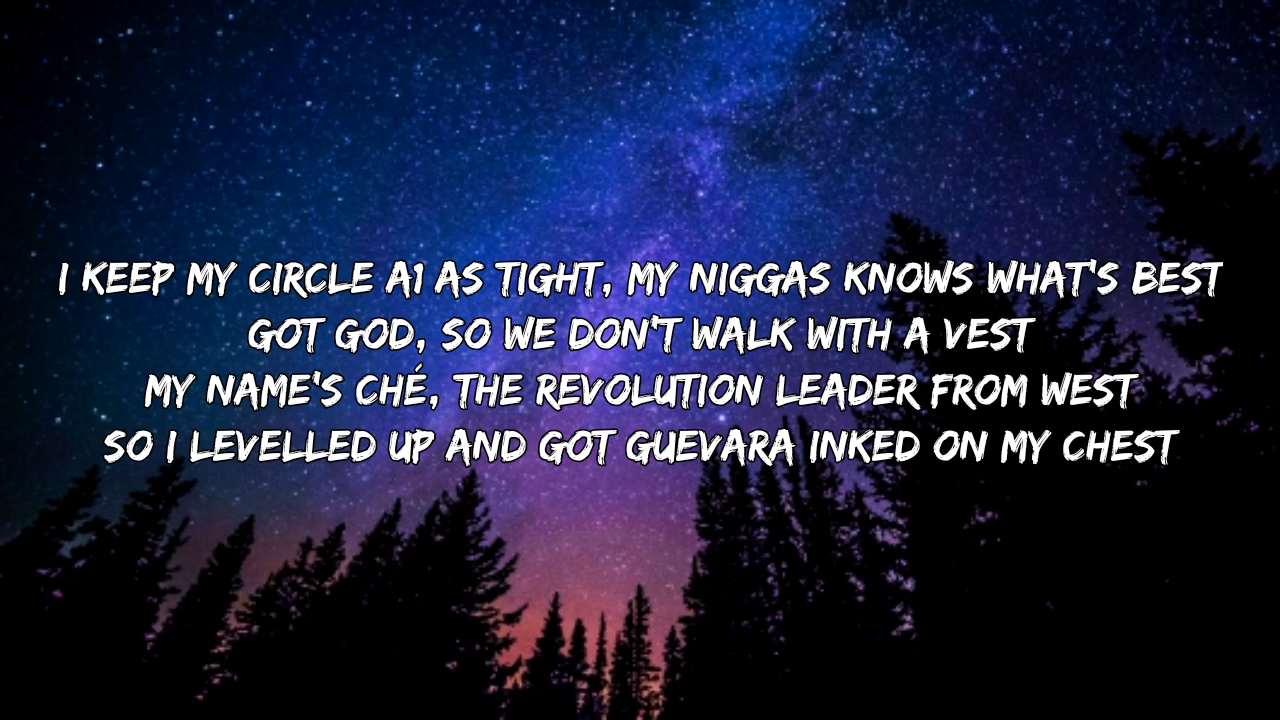 I KEEP MY CIRCLE A1 AS TIGHT, MY NIGGAS KNOWS WHAT'S BEST
GOT GOD, SO WE DON'T WALK WITH A VEST
MY NAME'S CHÉ, THE REVOLUTION LEADER FROM WEST
SO I LEVELLED UP AND GOT GUEVARA INKED ON MY CHEST